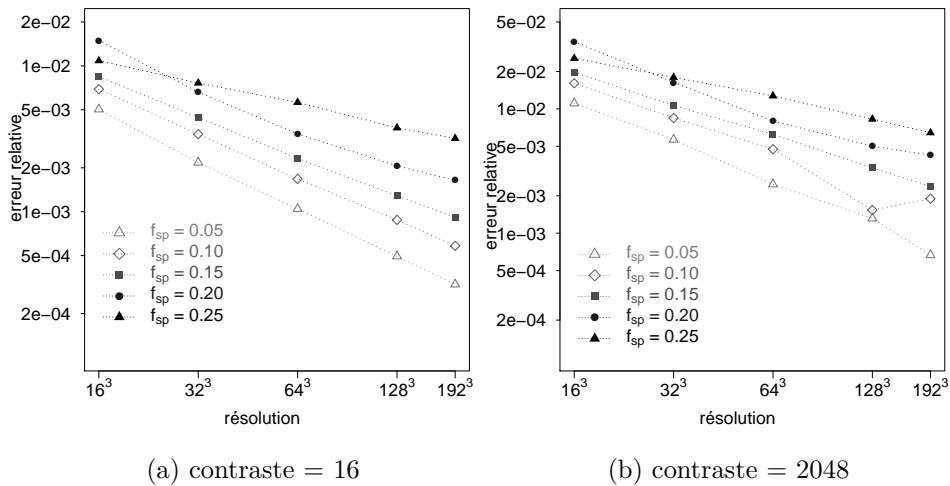 2e−02
1e−02
5e−03
2e−03
1e−03
5e−04
2e−04
erreur relative
f_sp = 0.05
f_sp = 0.10
f_sp = 0.15
f_sp = 0.20
f_sp = 0.25
16³ 32³ 64³ 128³ 192³
résolution
(a) contraste = 16
5e−02
2e−02
1e−02
5e−03
2e−03
1e−03
5e−04
2e−04
erreur relative
f_sp = 0.05
f_sp = 0.10
f_sp = 0.15
f_sp = 0.20
f_sp = 0.25
16³ 32³ 64³ 128³ 192³
résolution
(b) contraste = 2048